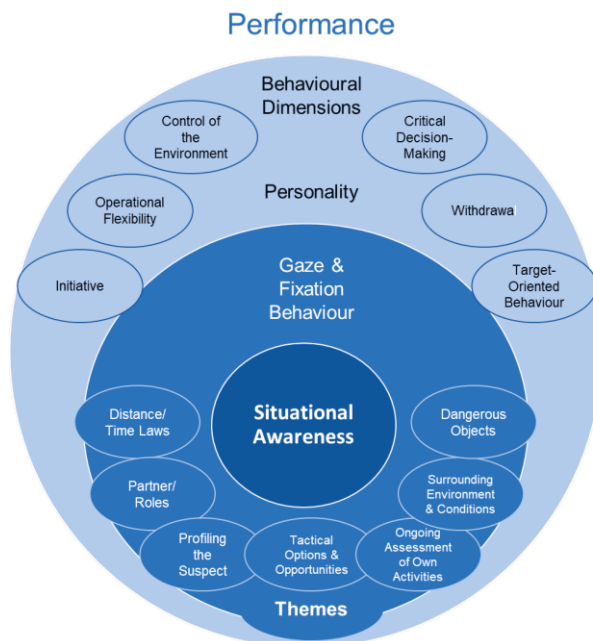 Performance
Behavioural
Dimensions
Control of
the
Environment
Critical
Decision-
Making
Personality
Operational
Flexibility
Withdrawal
Initiative
Gaze &
Fixation
Behaviour
Target-
Oriented
Behaviour
Situational
Awareness
Distance/
Time Laws
Dangerous
Objects
Partner/
Roles
Surrounding
Environment
& Conditions
Profiling
the
Suspect
Tactical
Options &
Opportunities
Ongoing
Assessment
of Own
Activities
Themes